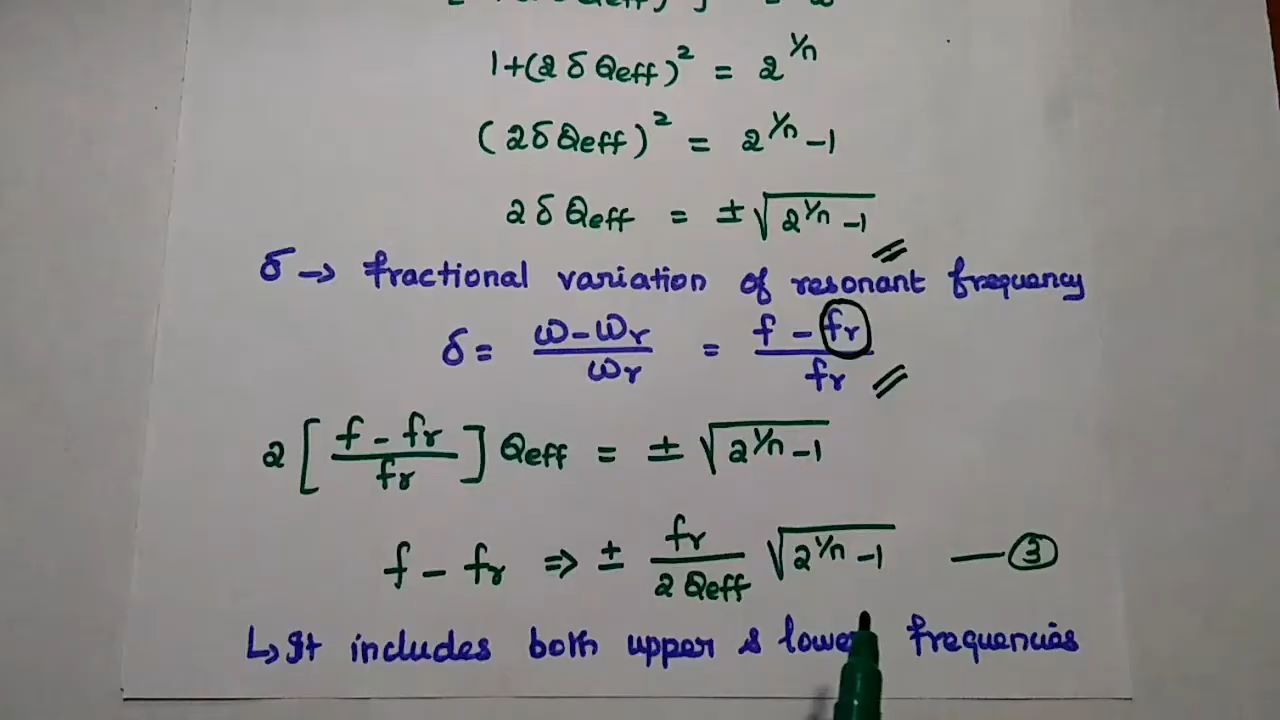 1+(2δQeff)² = 2^1/n
(2δQeff)² = 2^1/n -1
2δQeff = ±√(2^1/n -1)
δ → fractional variation of resonant frequency
δ = (ω-ωr)/ωr = (f - fr)/fr
2[(f - fr)/fr] Qeff = ±√(2^1/n -1)
f - fr ⇒ ± fr/(2 Qeff) √(2^1/n -1) — ③
↳ It includes both upper & lower frequencies